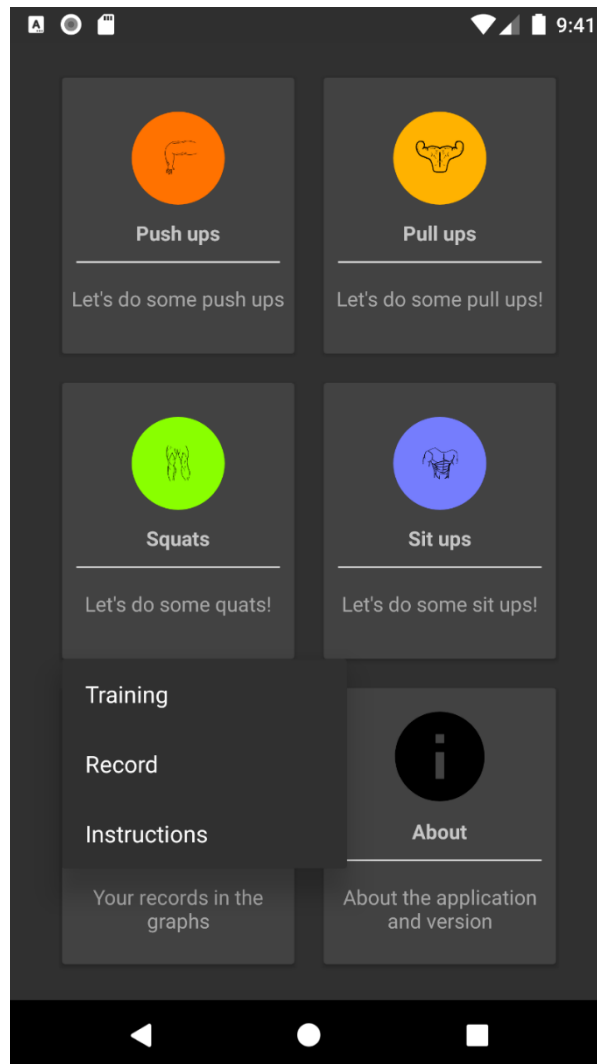 9:41
Push ups
Let's do some push ups
Pull ups
Let's do some pull ups!
Squats
Let's do some quats!
Sit ups
Let's do some sit ups!
Training
Record
Instructions
Your records in the
graphs
About
About the application
and version